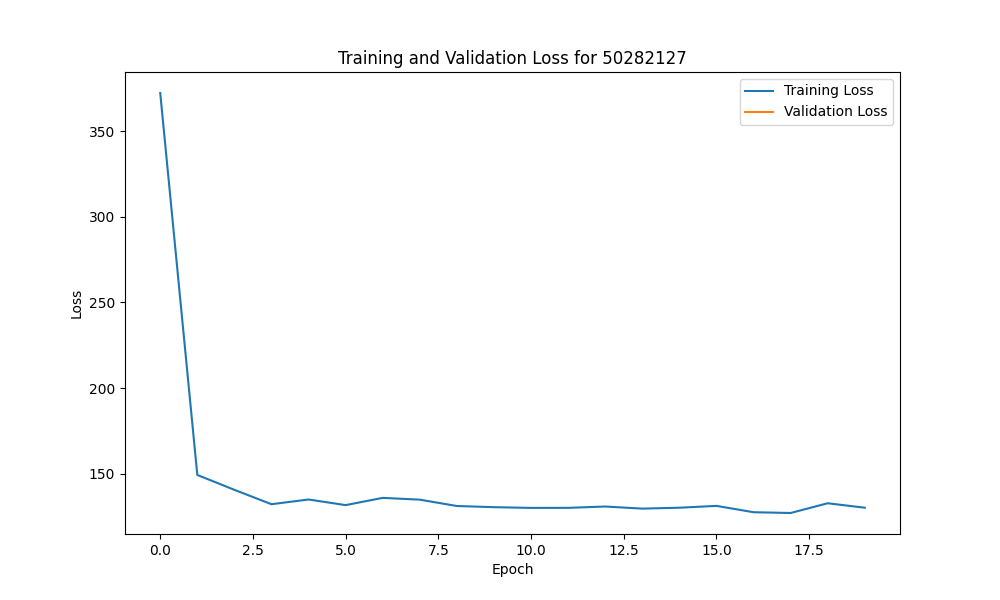 Training and Validation Loss for 50282127
Training Loss
Validation Loss
350
300
250
200
150
Loss
0.0 2.5 5.0 7.5 10.0 12.5 15.0 17.5
Epoch